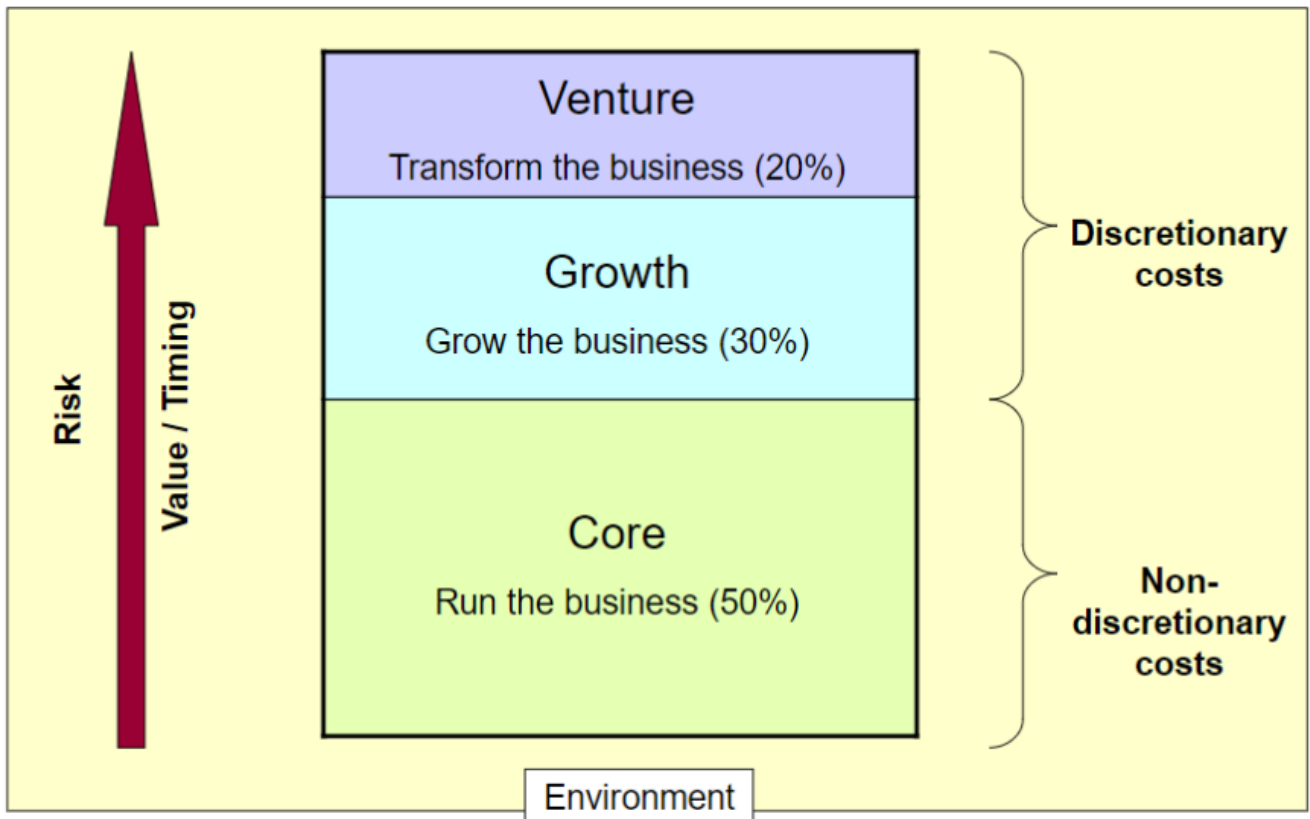 Venture
Transform the business (20%)
Growth
Grow the business (30%)
Core
Run the business (50%)
Risk
Value / Timing
Discretionary
costs
Non-
discretionary
costs
Environment